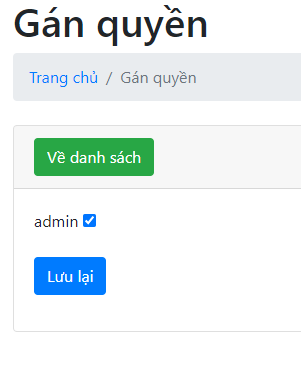 Gán quyền
Trang chủ / Gán quyền
Về danh sách
admin
Lưu lại